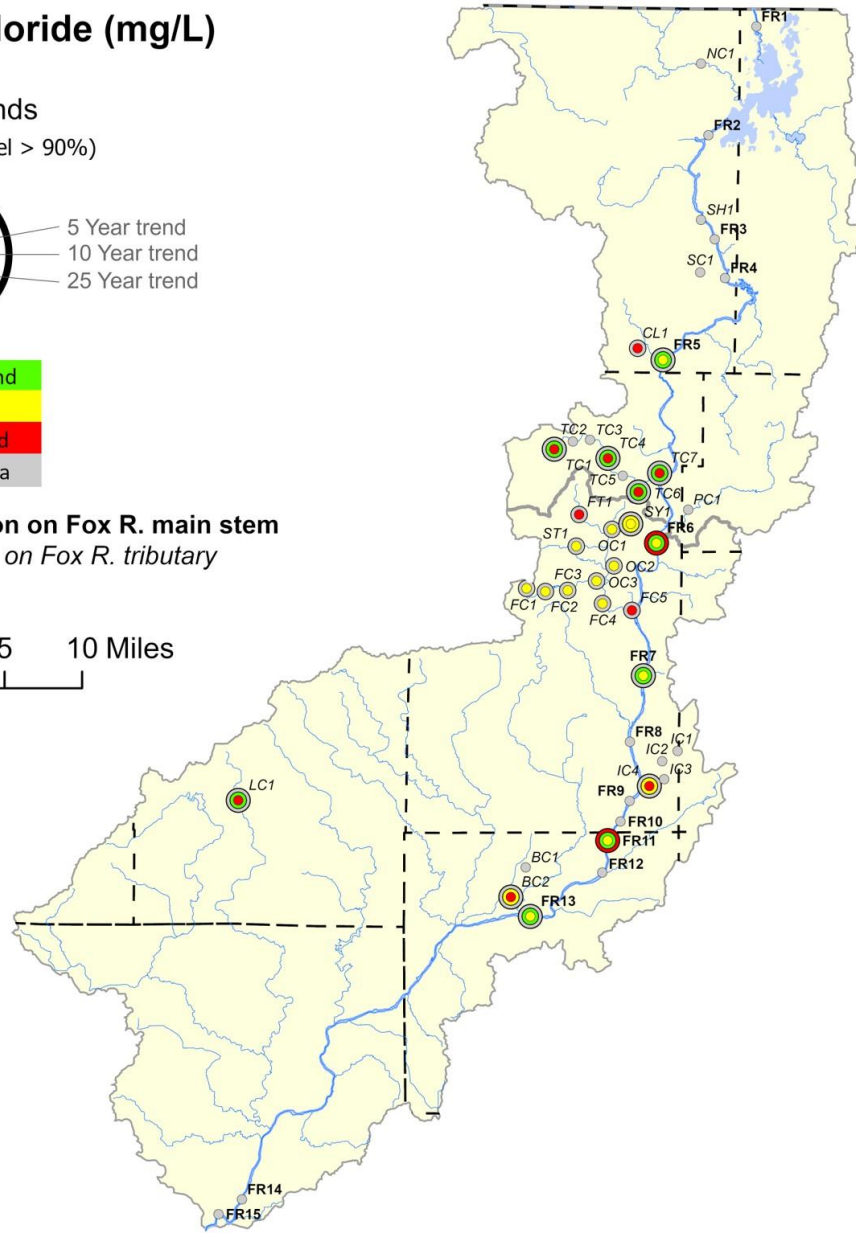 loride (mg/L)
nds
el > 90%)
5 Year trend
10 Year trend
25 Year trend
nd
d
a
on on Fox R. main stem
on Fox R. tributary
5 10 Miles
FR1
NC1
FR2
SH1
FR3
SC1
FR4
CL1
FR5
TC2
TC3
TC4
TC1
TC7
TC5
TC6
FT1
PC1
SY1
FR6
ST1
OC1
OC2
FC3
OC3
FC1
FC2
FC5
FC4
FR7
FR8
IC1
IC2
IC4
IC3
FR9
LC1
FR10
FR11
BC1
FR12
BC2
FR13
FR14
FR15